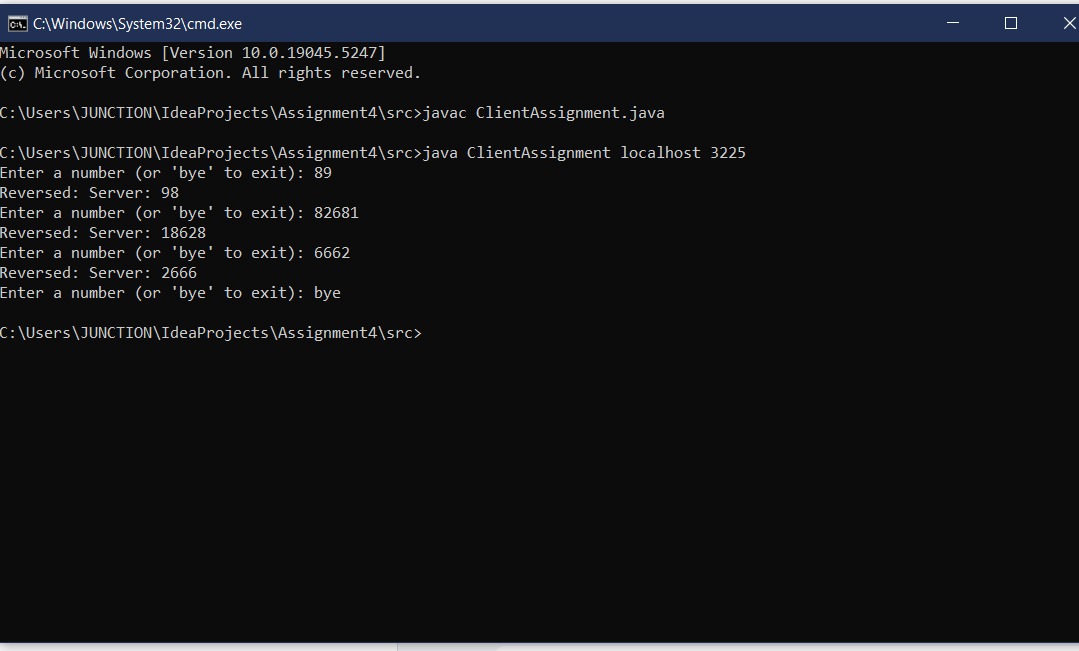 C:\Windows\System32\cmd.exe
Microsoft Windows [Version 10.0.19045.5247]
(c) Microsoft Corporation. All rights reserved.
C:\Users\JUNCTION\IdeaProjects\Assignment4\src>javac ClientAssignment.java
C:\Users\JUNCTION\IdeaProjects\Assignment4\src>java ClientAssignment localhost 3225
Enter a number (or 'bye' to exit): 89
Reversed: Server: 98
Enter a number (or 'bye' to exit): 82681
Reversed: Server: 18628
Enter a number (or 'bye' to exit): 6662
Reversed: Server: 2666
Enter a number (or 'bye' to exit): bye
C:\Users\JUNCTION\IdeaProjects\Assignment4\src>